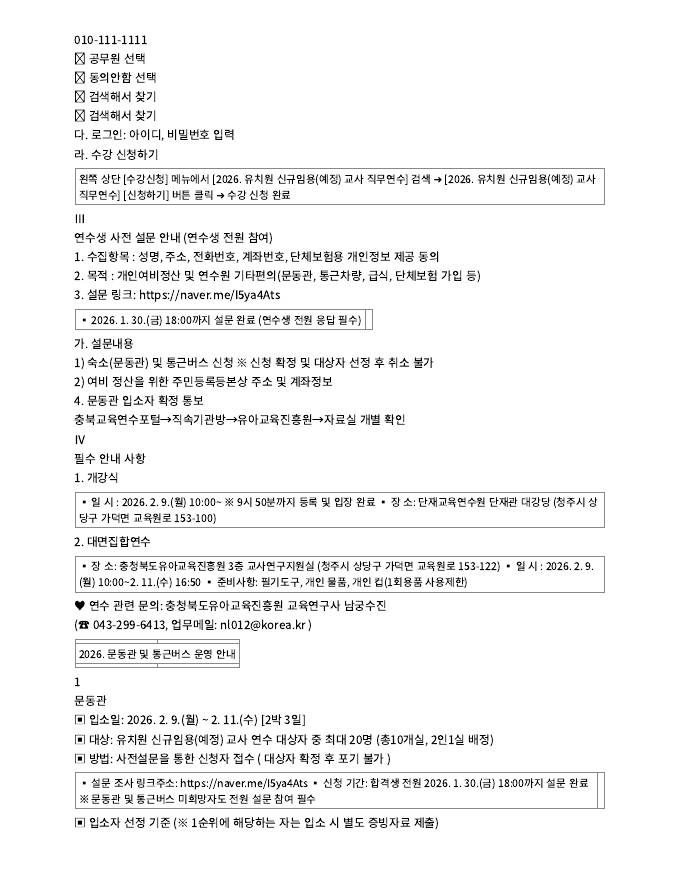 010-111-1111
☒ 공무원 선택
☒ 동의안함 선택
☒ 검색해서 찾기
☒ 검색해서 찾기
다. 로그인: 아이디, 비밀번호 입력
라. 수강 신청하기
왼쪽 상단 [수강신청] 메뉴에서 [2026. 유치원 신규임용(예정) 교사 직무연수] 검색 ➔ [2026. 유치원 신규임용(예정) 교사
직무연수] [신청하기] 버튼 클릭 ➔ 수강 신청 완료
Ⅲ
연수생 사전 설문 안내 (연수생 전원 참여)
1. 수집항목 : 성명, 주소, 전화번호, 계좌번호, 단체보험용 개인정보 제공 동의
2. 목적 : 개인여비정산 및 연수원 기타편의(문동관, 통근차량, 급식, 단체보험 가입 등)
3. 설문 링크: https://naver.me/I5ya4Ats
▪ 2026. 1. 30.(금) 18:00까지 설문 완료 (연수생 전원 응답 필수)
가. 설문내용
1) 숙소(문동관) 및 통근버스 신청 ※ 신청 확정 및 대상자 선정 후 취소 불가
2) 여비 정산을 위한 주민등록등본상 주소 및 계좌정보
4. 문동관 입소자 확정 통보
충북교육연수포털→직속기관방→유아교육진흥원→자료실 개별 확인
Ⅳ
필수 안내 사항
1. 개강식
▪ 일 시 : 2026. 2. 9.(월) 10:00~ ※ 9시 50분까지 등록 및 입장 완료 ▪ 장 소: 단재교육연수원 단재관 대강당 (청주시 상
당구 가덕면 교육원로 153-100)
2. 대면집합연수
▪ 장 소: 충청북도유아교육진흥원 3층 교사연구지원실 (청주시 상당구 가덕면 교육원로 153-122) ▪ 일 시 : 2026. 2. 9.
(월) 10:00~2. 11.(수) 16:50 ▪ 준비사항: 필기도구, 개인 물품, 개인 컵(1회용품 사용제한)
♥ 연수 관련 문의: 충청북도유아교육진흥원 교육연구사 남궁수진
(☎ 043-299-6413, 업무메일: nl012@korea.kr )
2026. 문동관 및 통근버스 운영 안내
1
문동관
▣ 입소일: 2026. 2. 9.(월) ~ 2. 11.(수) [2박 3일]
▣ 대상: 유치원 신규임용(예정) 교사 연수 대상자 중 최대 20명 (총10개실, 2인1실 배정)
▣ 방법: 사전설문을 통한 신청자 접수 ( 대상자 확정 후 포기 불가 )
▪ 설문 조사 링크주소: https://naver.me/I5ya4Ats ▪ 신청 기간: 합격생 전원 2026. 1. 30.(금) 18:00까지 설문 완료
※ 문동관 및 통근버스 미희망자도 전원 설문 참여 필수
▣ 입소자 선정 기준 (※ 1순위에 해당하는 자는 입소 시 별도 증빙자료 제출)